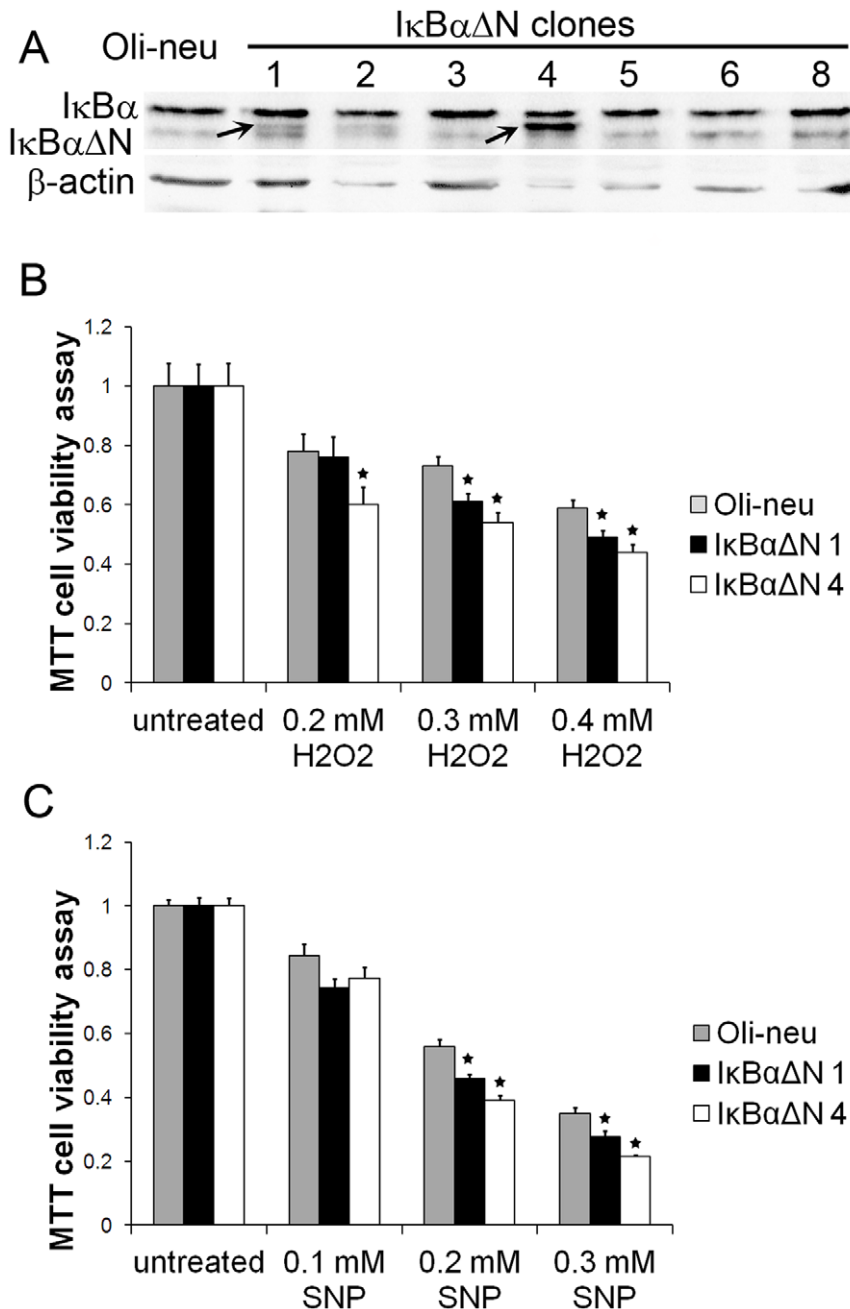 A
Oli-neu
IκBαΔN clones
1 2 3 4 5 6 8
IκBα
IκBαΔN
β-actin
B
MTT cell viability assay
1.2
1
0.8
0.6
0.4
0.2
0
untreated
0.2 mM
H2O2
0.3 mM
H2O2
0.4 mM
H2O2
Oli-neu
IκBαΔN 1
IκBαΔN 4
C
MTT cell viability assay
1.2
1
0.8
0.6
0.4
0.2
0
untreated
0.1 mM
SNP
0.2 mM
SNP
0.3 mM
SNP
Oli-neu
IκBαΔN 1
IκBαΔN 4